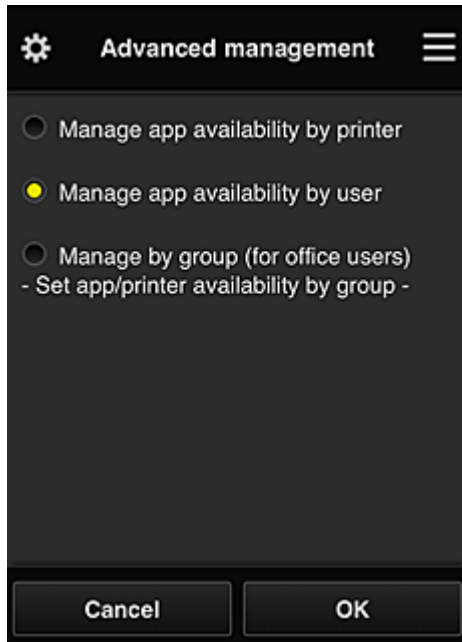 Advanced management
Manage app availability by printer
Manage app availability by user
Manage by group (for office users)
- Set app/printer availability by group -
Cancel
OK